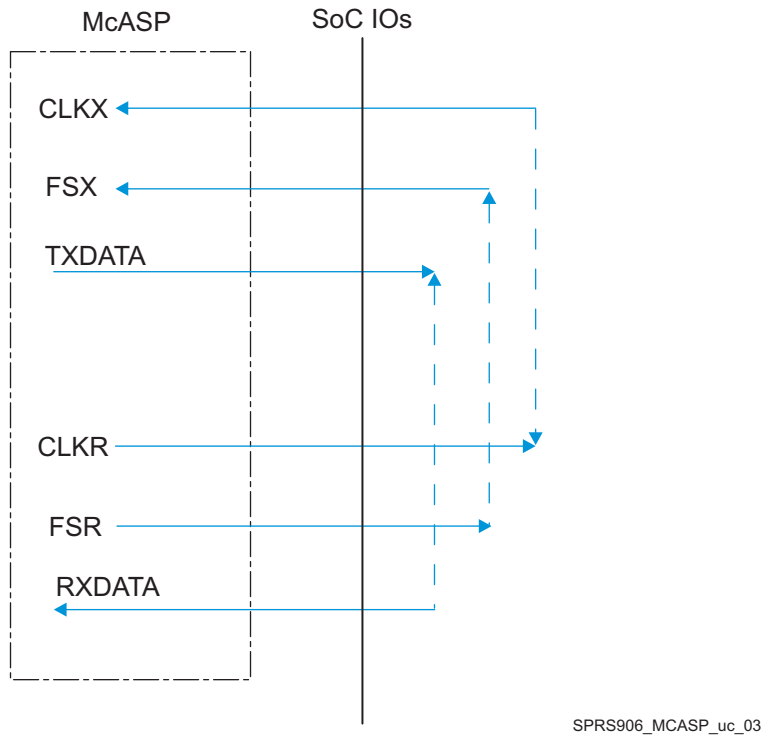 McASP
SoC IOs
CLKX
FSX
TXDATA
CLKR
FSR
RXDATA
SPRS906_MCASP_uc_03